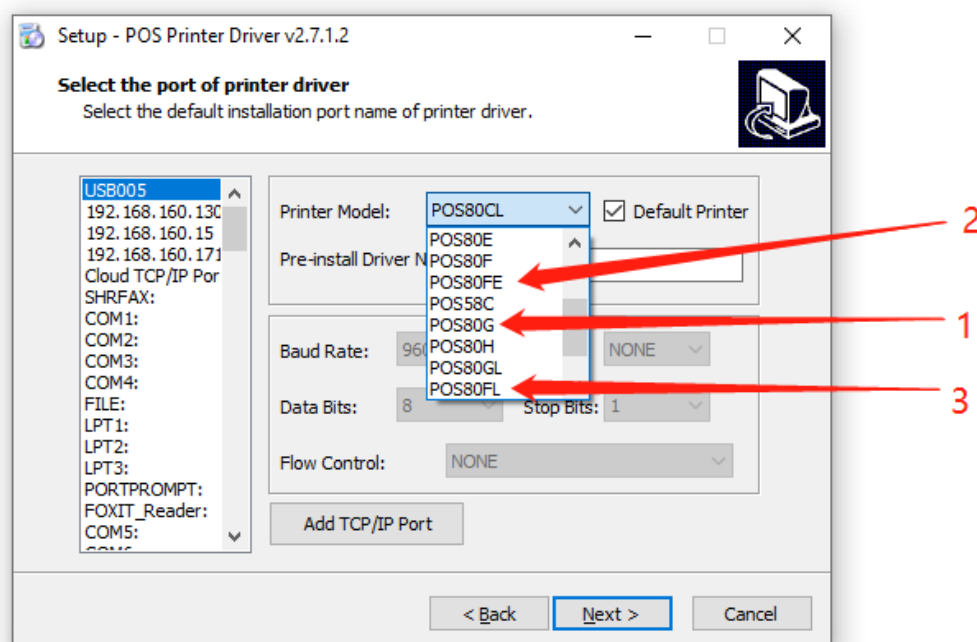 Setup - POS Printer Driver v2.7.1.2
Select the port of printer driver
Select the default installation port name of printer driver.
USB005
192.168.160.130
192.168.160.15
192.168.160.171
Cloud TCP/IP Por
SHRFAX:
COM1:
COM2:
COM3:
COM4:
FILE:
LPT1:
LPT2:
LPT3:
PORTPROMPT:
FOXIT_Reader:
COM5:
Printer Model:
POS80CL
Default Printer
Pre-install Driver N
POS80E
POS80F
POS80FE
POS58C
POS80G
POS80H
POS80GL
POS80FL
2
1
3
Baud Rate:
960
NONE
Data Bits:
8
Stop Bits:
1
Flow Control:
NONE
Add TCP/IP Port
< Back
Next >
Cancel